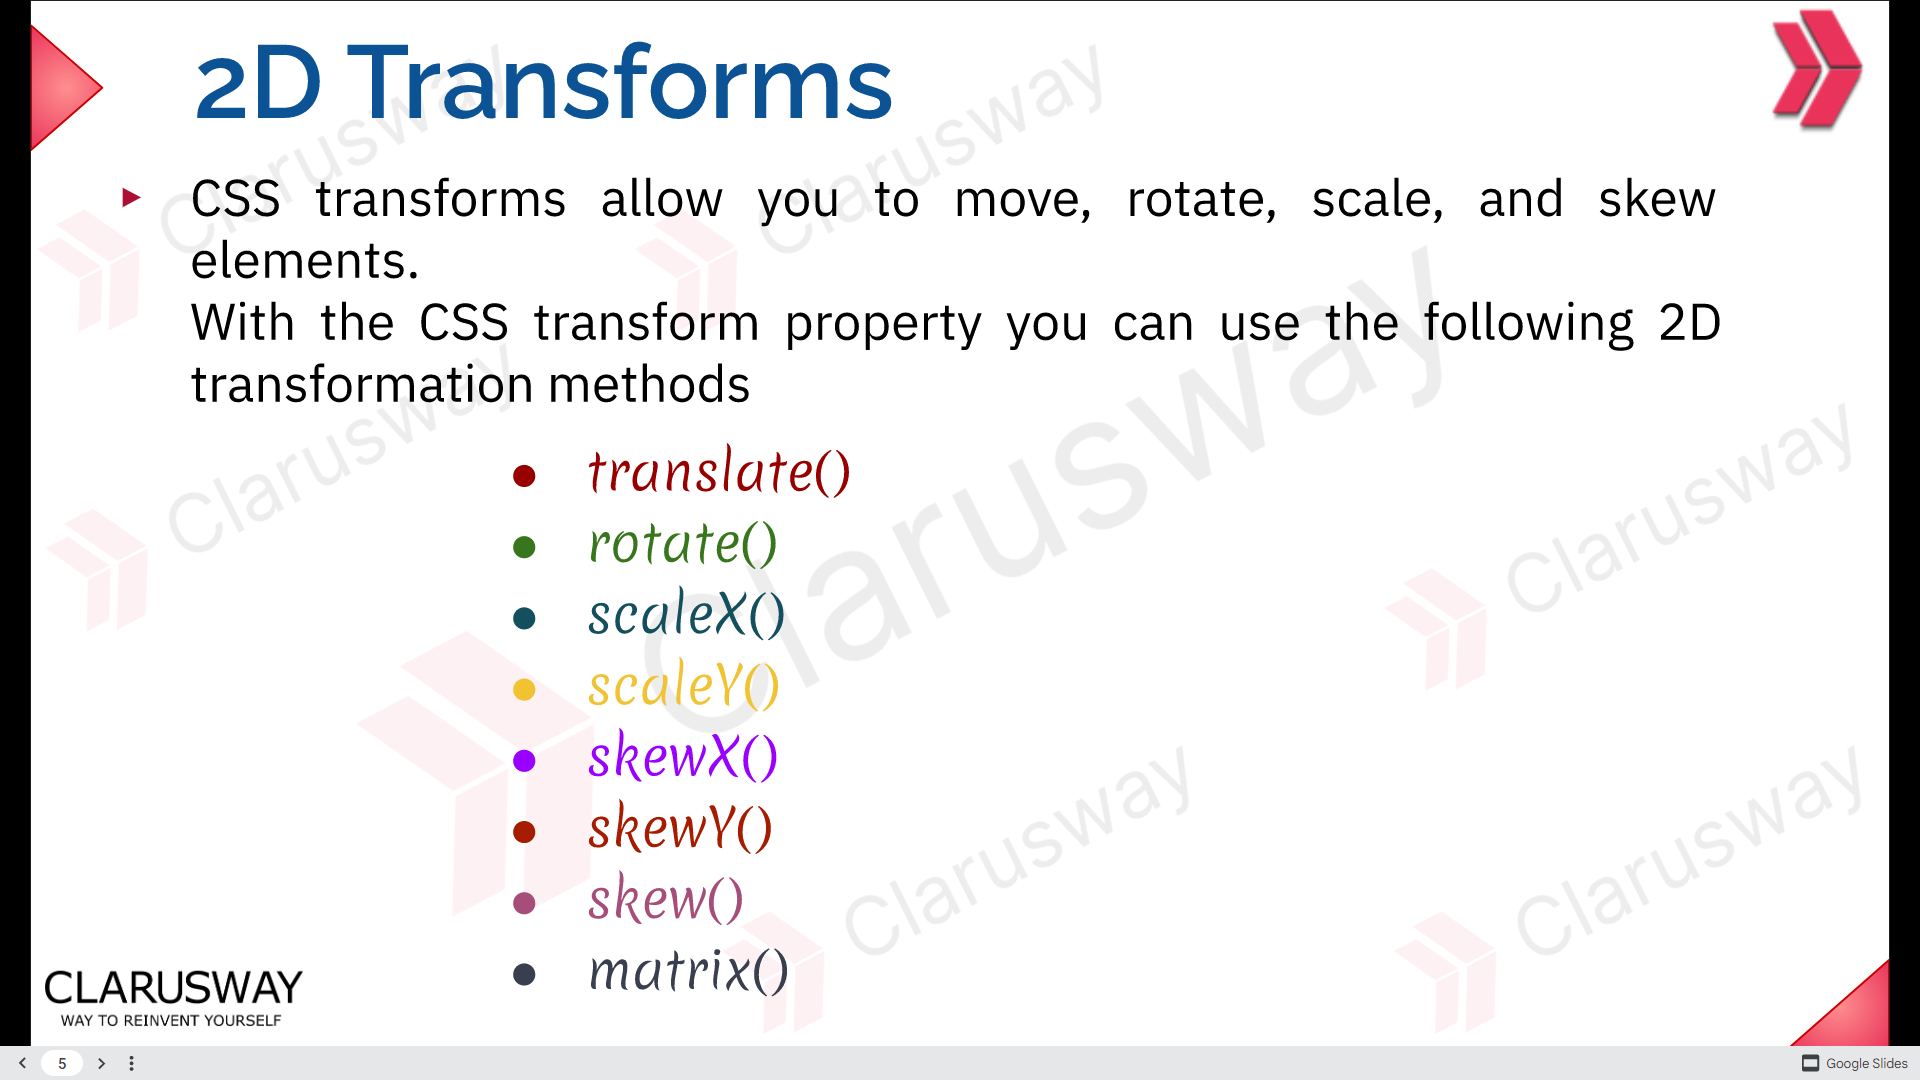 2D Transforms
CSS transforms allow you to move, rotate, scale, and skew
elements.
With the CSS transform property you can use the following 2D
transformation methods
translate()
rotate()
scaleX()
scaleY()
skewX()
skewY()
skew()
matrix()
Clarusway
Clarusway
Clarusway
Clarusway
Clarusway
Clarusway
Clarusway
CLARUSWAY
WAY TO REINVENT YOURSELF
5
Google Slides